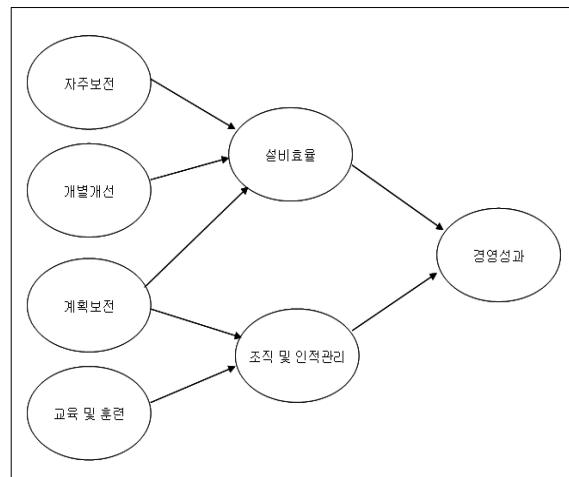 자주보전
개별개선
계획보전
교육 및 훈련
설비효율
조직 및 인적관리
경영성과